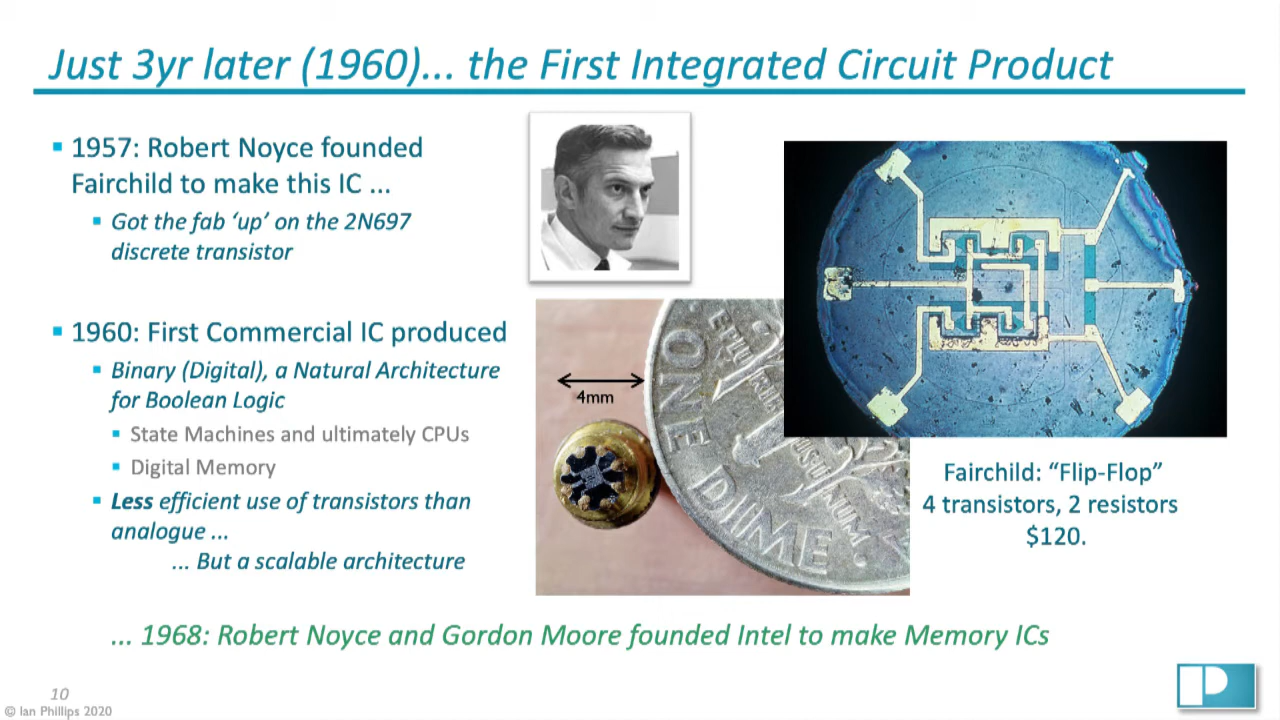 Just 3yr later (1960)... the First Integrated Circuit Product
▪ 1957: Robert Noyce founded
Fairchild to make this IC ...
▪ Got the fab ‘up’ on the 2N697
discrete transistor
▪ 1960: First Commercial IC produced
▪ Binary (Digital), a Natural Architecture
for Boolean Logic
▪ State Machines and ultimately CPUs
▪ Digital Memory
▪ Less efficient use of transistors than
analogue ...
... But a scalable architecture
4mm
ONE DIME
E PLURIBUS UNUM
Fairchild: “Flip-Flop”
4 transistors, 2 resistors
$120.
... 1968: Robert Noyce and Gordon Moore founded Intel to make Memory ICs
10
© Ian Phillips 2020
P